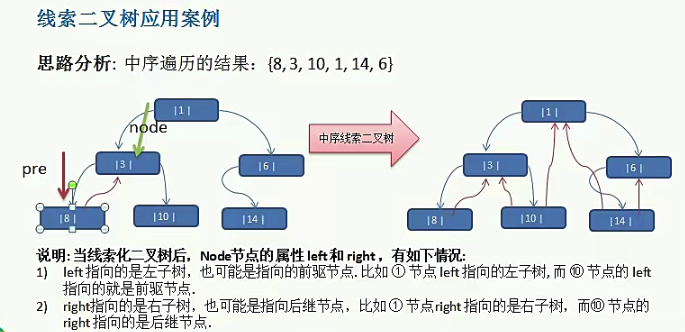 线索二叉树应用案例
思路分析: 中序遍历的结果: {8, 3, 10, 1, 14, 6}
|1|
|1|
node
中序线索二叉树
|3|
|6|
|3|
|6|
pre
|8|
|10|
|14|
|8|
|10|
|14|
说明: 当线索化二叉树后，Node节点的属性 left 和 right ，有如下情况:
1) left 指向的是左子树，也可能是指向的前驱节点. 比如 ① 节点 left 指向的左子树, 而 ⑩ 节点的 left
指向的就是前驱节点.
2) right指向的是右子树，也可能是指向后继节点，比如 ① 节点right 指向的是右子树，而⑩ 节点的
right 指向的是后继节点.